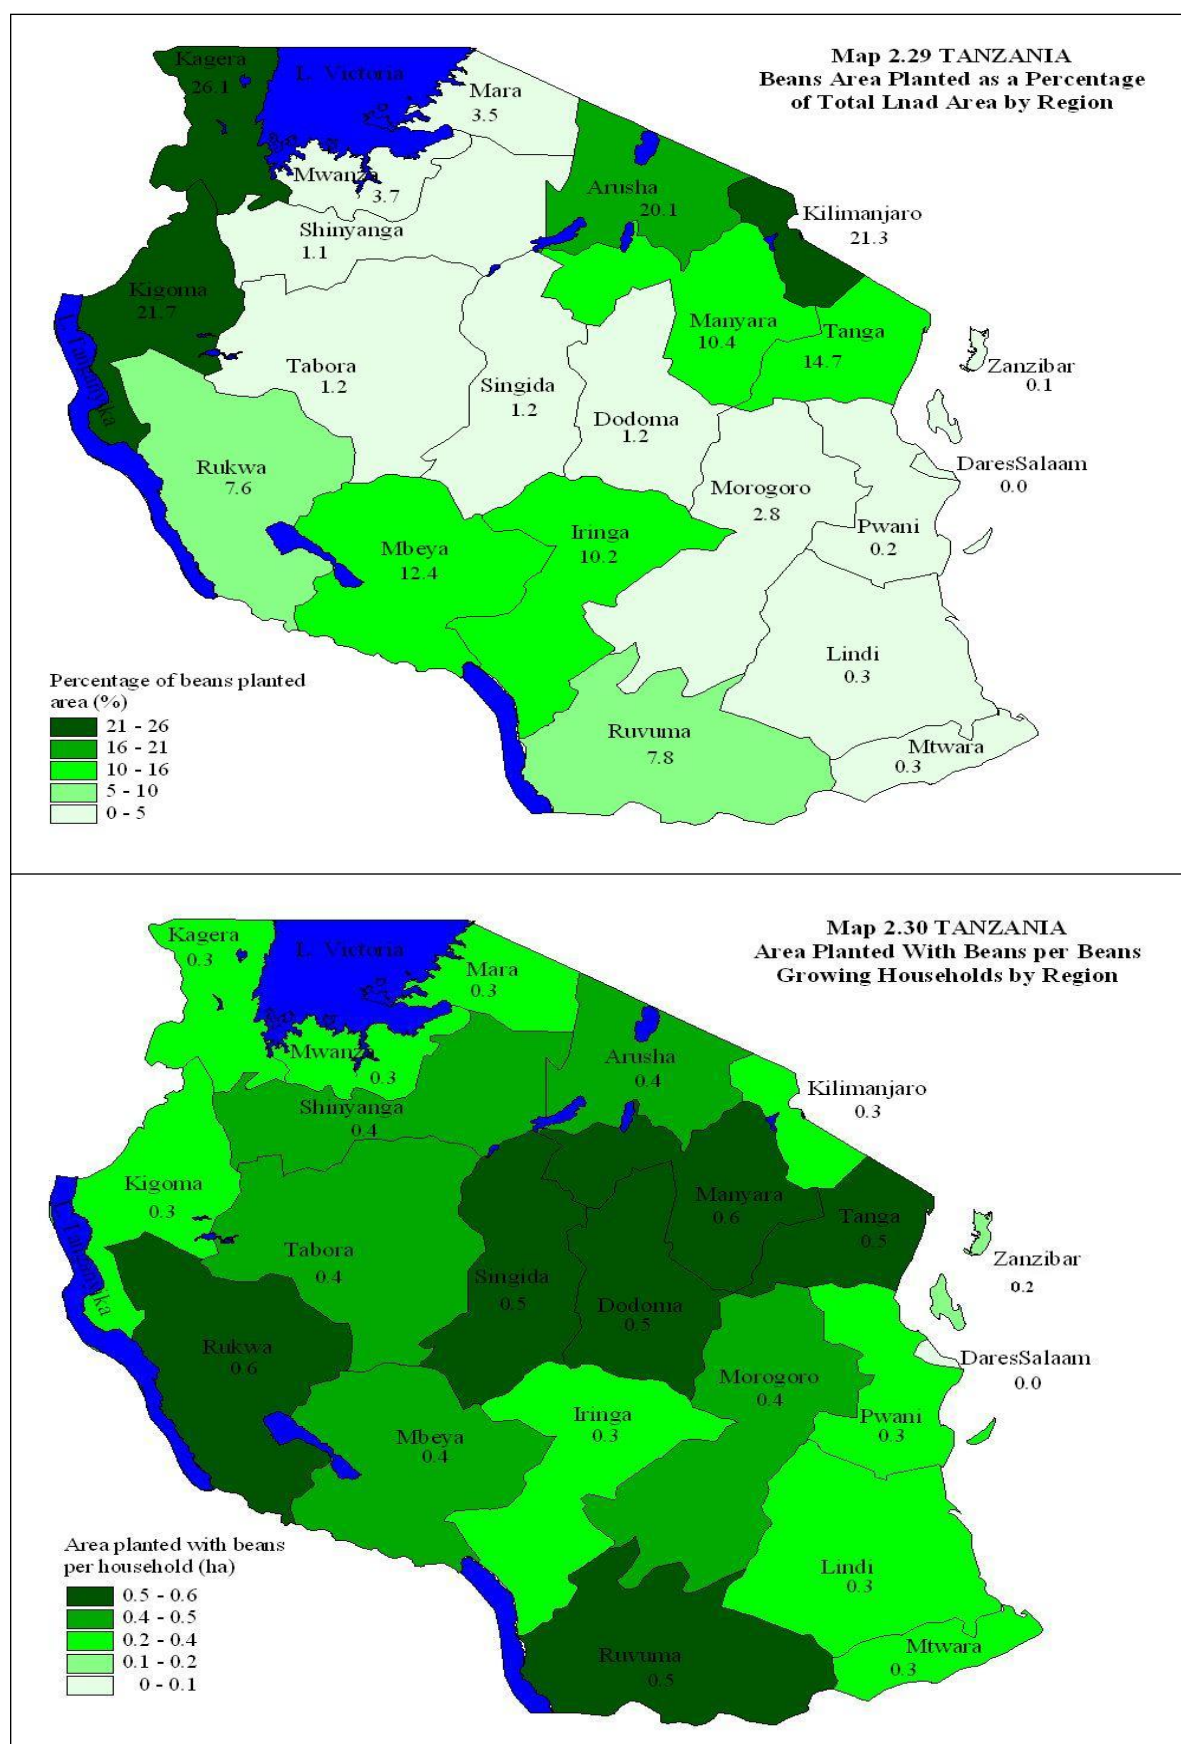 Map 2.29 TANZANIA
Beans Area Planted as a Percentage
of Total Lnad Area by Region
Kagera
26.1
L. Victoria
Mara
3.5
Mwanza
3.7
Shinyanga
1.1
Arusha
20.1
Kilimanjaro
21.3
Kigoma
21.7
L. Tanganyika
Tabora
1.2
Singida
1.2
Dodoma
1.2
Manyara
10.4
Tanga
14.7
Zanzibar
0.1
DaresSalaam
0.0
Rukwa
7.6
Morogoro
2.8
Pwani
0.2
Mbeya
12.4
Iringa
10.2
Lindi
0.3
Ruvuma
7.8
Mtwara
0.3
Percentage of beans planted
area (%)
21 - 26
16 - 21
10 - 16
5 - 10
0 - 5
Map 2.30 TANZANIA
Area Planted With Beans per Beans
Growing Households by Region
Kagera
0.3
L. Victoria
Mara
0.3
Mwanza
0.3
Shinyanga
0.4
Arusha
0.4
Kilimanjaro
0.3
Kigoma
0.3
L. Tanganyika
Tabora
0.4
Singida
0.5
Dodoma
0.5
Manyara
0.6
Tanga
0.5
Zanzibar
0.2
DaresSalaam
0.0
Rukwa
0.6
Morogoro
0.4
Pwani
0.3
Mbeya
0.4
Iringa
0.3
Lindi
0.3
Ruvuma
0.5
Mtwara
0.3
Area planted with beans
per household (ha)
0.5 - 0.6
0.4 - 0.5
0.2 - 0.4
0.1 - 0.2
0 - 0.1